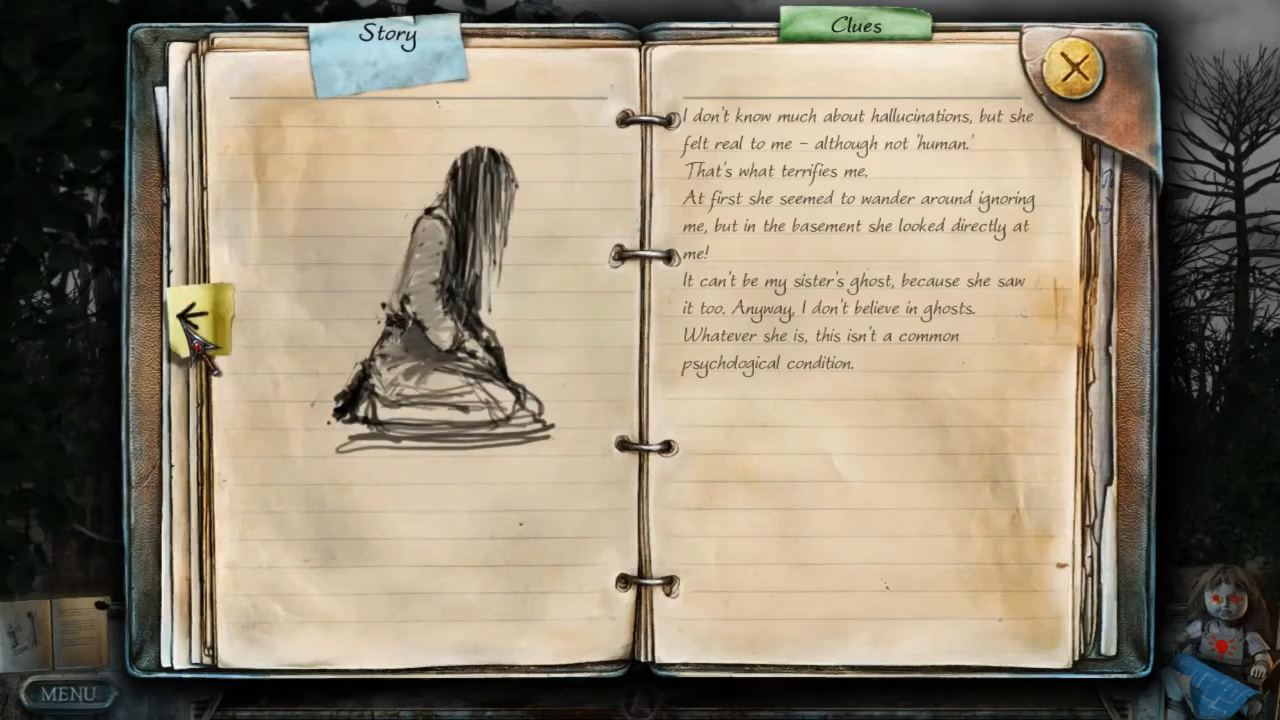 Story
Clues
I don't know much about hallucinations, but she
felt real to me – although not 'human.'
That's what terrifies me.
At first she seemed to wander around ignoring
me, but in the basement she looked directly at
me!
It can't be my sister's ghost, because she saw
it too. Anyway, I don't believe in ghosts.
Whatever she is, this isn't a common
psychological condition.
MENU